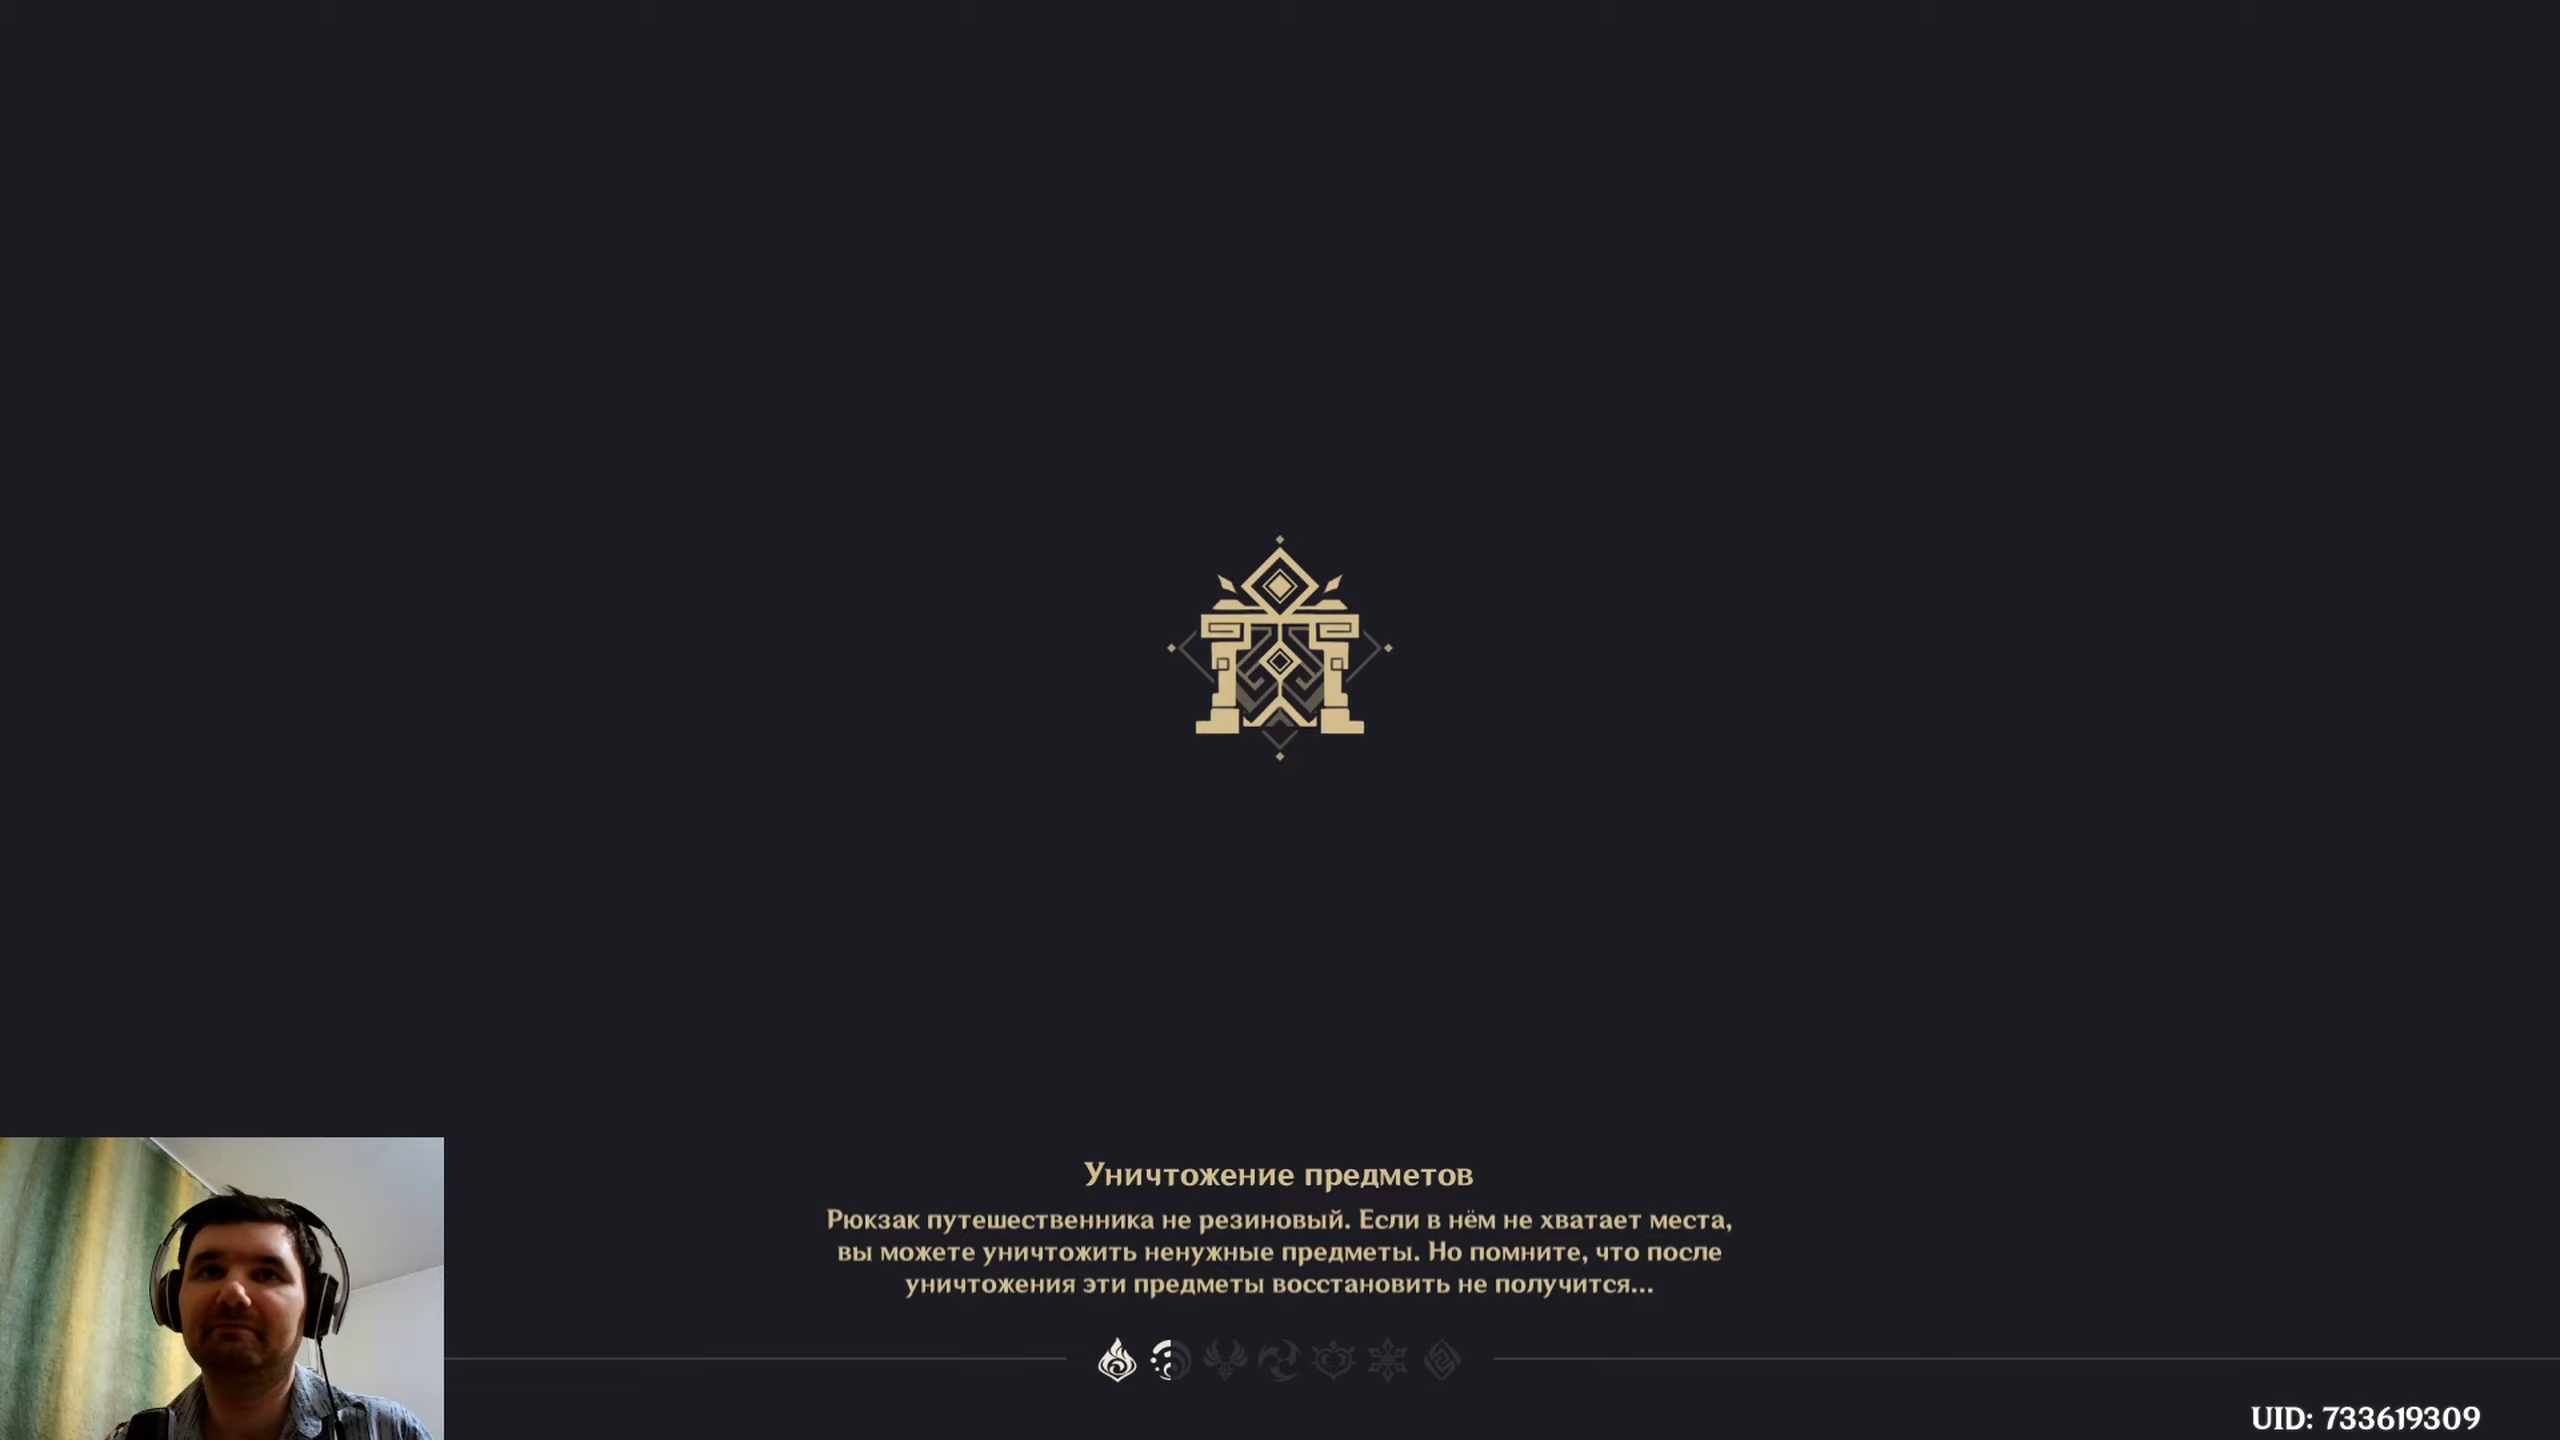 Уничтожение предметов
Рюкзак путешественника не резиновый. Если в нём не хватает места,
вы можете уничтожить ненужные предметы. Но помните, что после
уничтожения эти предметы восстановить не получится...
UID: 733619309